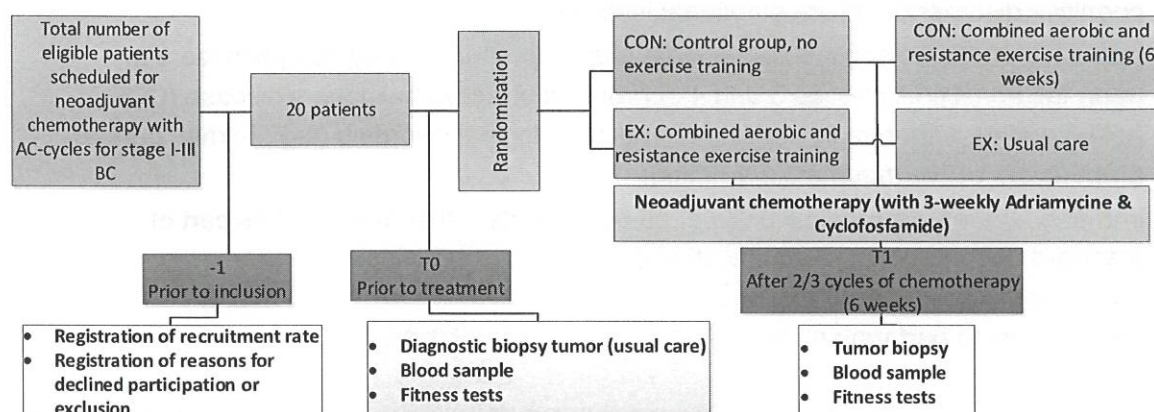 Total number of
eligible patients
scheduled for
neoadjuvant
chemotherapy with
AC-cycles for stage I-III
BC
20 patients
Randomisation
CON: Control group, no
exercise training
CON: Combined aerobic and
resistance exercise training (6
weeks)
EX: Combined aerobic and
resistance exercise training
EX: Usual care
Neoadjuvant chemotherapy (with 3-weekly Adriamycine &
Cyclofosfamide)
-1
Prior to inclusion
T0
Prior to treatment
T1
After 2/3 cycles of chemotherapy
(6 weeks)
• Registration of recruitment rate
• Registration of reasons for
declined participation or
exclusion
• Diagnostic biopsy tumor (usual care)
• Blood sample
• Fitness tests
• Tumor biopsy
• Blood sample
• Fitness tests